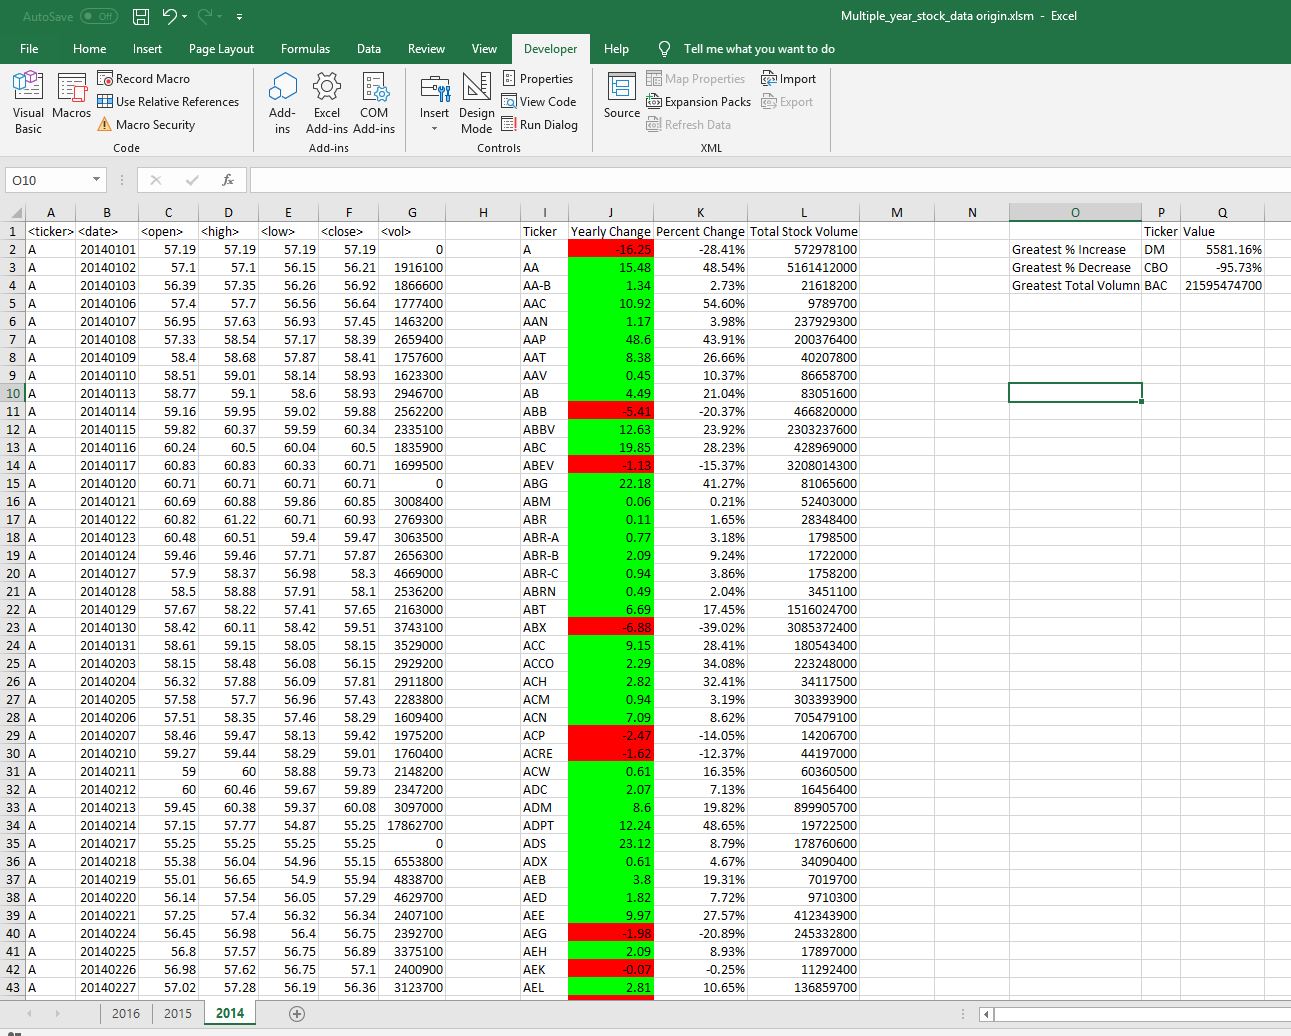 AutoSave Off Multiple_year_stock_data origin.xlsm - Excel
File Home Insert Page Layout Formulas Data Review View Developer Help Tell me what you want to do
Visual Basic
Macros
Record Macro
Use Relative References
Macro Security
Code
Add-ins
Excel Add-ins
COM Add-ins
Add-ins
Insert
Design Mode
Properties
View Code
Run Dialog
Controls
Source
Map Properties
Expansion Packs
Refresh Data
Import
Export
XML
O10 fx
A B C D E F G H I J K L M N O P Q
1 <ticker> <date> <open> <high> <low> <close> <vol> Ticker Yearly Change Percent Change Total Stock Volume Ticker Value
2 A 20140101 57.19 57.19 57.19 57.19 0 A -16.25 -28.41% 572978100 Greatest % Increase DM 5581.16%
3 A 20140102 57.1 57.1 56.15 56.21 1916100 AA 15.48 48.54% 5161412000 Greatest % Decrease CBO -95.73%
4 A 20140103 56.39 57.35 56.26 56.92 1866600 AA-B 1.34 2.73% 21618200 Greatest Total Volumn BAC 21595474700
5 A 20140106 57.4 57.7 56.56 56.64 1777400 AAC 10.92 54.60% 9789700
6 A 20140107 56.95 57.63 56.93 57.45 1463200 AAN 1.17 3.98% 237929300
7 A 20140108 57.33 58.54 57.17 58.39 2659400 AAP 48.6 43.91% 200376400
8 A 20140109 58.4 58.68 57.87 58.41 1757600 AAT 8.38 26.66% 40207800
9 A 20140110 58.51 59.01 58.14 58.93 1623300 AAV 0.45 10.37% 86658700
10 A 20140113 58.77 59.1 58.6 58.93 2946700 AB 4.49 21.04% 83051600
11 A 20140114 59.16 59.95 59.02 59.88 2562200 ABB -5.41 -20.37% 466820000
12 A 20140115 59.82 60.37 59.59 60.34 2335100 ABBV 12.63 23.92% 2303237600
13 A 20140116 60.24 60.5 60.04 60.5 1835900 ABC 19.85 28.23% 428969000
14 A 20140117 60.83 60.83 60.33 60.71 1699500 ABEV -1.13 -15.37% 3208014300
15 A 20140120 60.71 60.71 60.71 60.71 0 ABG 22.18 41.27% 81065600
16 A 20140121 60.69 60.88 59.86 60.85 3008400 ABM 0.06 0.21% 52403000
17 A 20140122 60.82 61.22 60.71 60.93 2769300 ABR 0.11 1.65% 28348400
18 A 20140123 60.48 60.51 59.4 59.47 3063500 ABR-A 0.77 3.18% 1798500
19 A 20140124 59.46 59.46 57.71 57.87 2656300 ABR-B 2.09 9.24% 1722000
20 A 20140127 57.9 58.37 56.98 58.3 4669000 ABR-C 0.94 3.86% 1758200
21 A 20140128 58.5 58.88 57.91 58.1 2536200 ABRN 0.49 2.04% 3451100
22 A 20140129 57.67 58.22 57.41 57.65 2163000 ABT 6.69 17.45% 1516024700
23 A 20140130 58.42 60.11 58.42 59.51 3743100 ABX -6.88 -39.02% 3085372400
24 A 20140131 58.61 59.15 58.05 58.15 3529000 ACC 9.15 28.41% 180543400
25 A 20140203 58.15 58.48 56.08 56.15 2929200 ACCO 2.29 34.08% 223248000
26 A 20140204 56.32 57.88 56.09 57.81 2911800 ACH 2.82 32.41% 34117500
27 A 20140205 57.58 57.7 56.96 57.43 2283800 ACM 0.94 3.19% 303393900
28 A 20140206 57.51 58.35 57.46 58.29 1609400 ACN 7.09 8.62% 705479100
29 A 20140207 58.46 59.47 58.13 59.42 1975200 ACP -2.47 -14.05% 14206700
30 A 20140210 59.27 59.44 58.29 59.01 1760400 ACRE -1.62 -12.37% 44197000
31 A 20140211 59 60 58.88 59.73 2148200 ACW 0.61 16.35% 60360500
32 A 20140212 60 60.46 59.67 59.89 2347200 ADC 2.07 7.13% 16456400
33 A 20140213 59.45 60.38 59.37 60.08 3097000 ADM 8.6 19.82% 899905700
34 A 20140214 57.15 57.77 54.87 55.25 17862700 ADPT 12.24 48.65% 19722500
35 A 20140217 55.25 55.25 55.25 55.25 0 ADS 23.12 8.79% 178760600
36 A 20140218 55.38 56.04 54.96 55.15 6553800 ADX 0.61 4.67% 34090400
37 A 20140219 55.01 56.65 54.9 55.94 4838700 AEB 3.8 19.31% 7019700
38 A 20140220 56.14 57.54 56.05 57.29 4629700 AED 1.82 7.72% 9710300
39 A 20140221 57.25 57.4 56.32 56.34 2407100 AEE 9.97 27.57% 412343900
40 A 20140224 56.45 56.98 56.4 56.75 2392700 AEG -1.98 -20.89% 245332800
41 A 20140225 56.8 57.57 56.75 56.89 3375100 AEH 2.09 8.93% 17897000
42 A 20140226 56.98 57.62 56.75 57.1 2400900 AEK -0.07 -0.25% 11292400
43 A 20140227 57.02 57.28 56.19 56.36 3123700 AEL 2.81 10.65% 136859700
2016 2015 2014